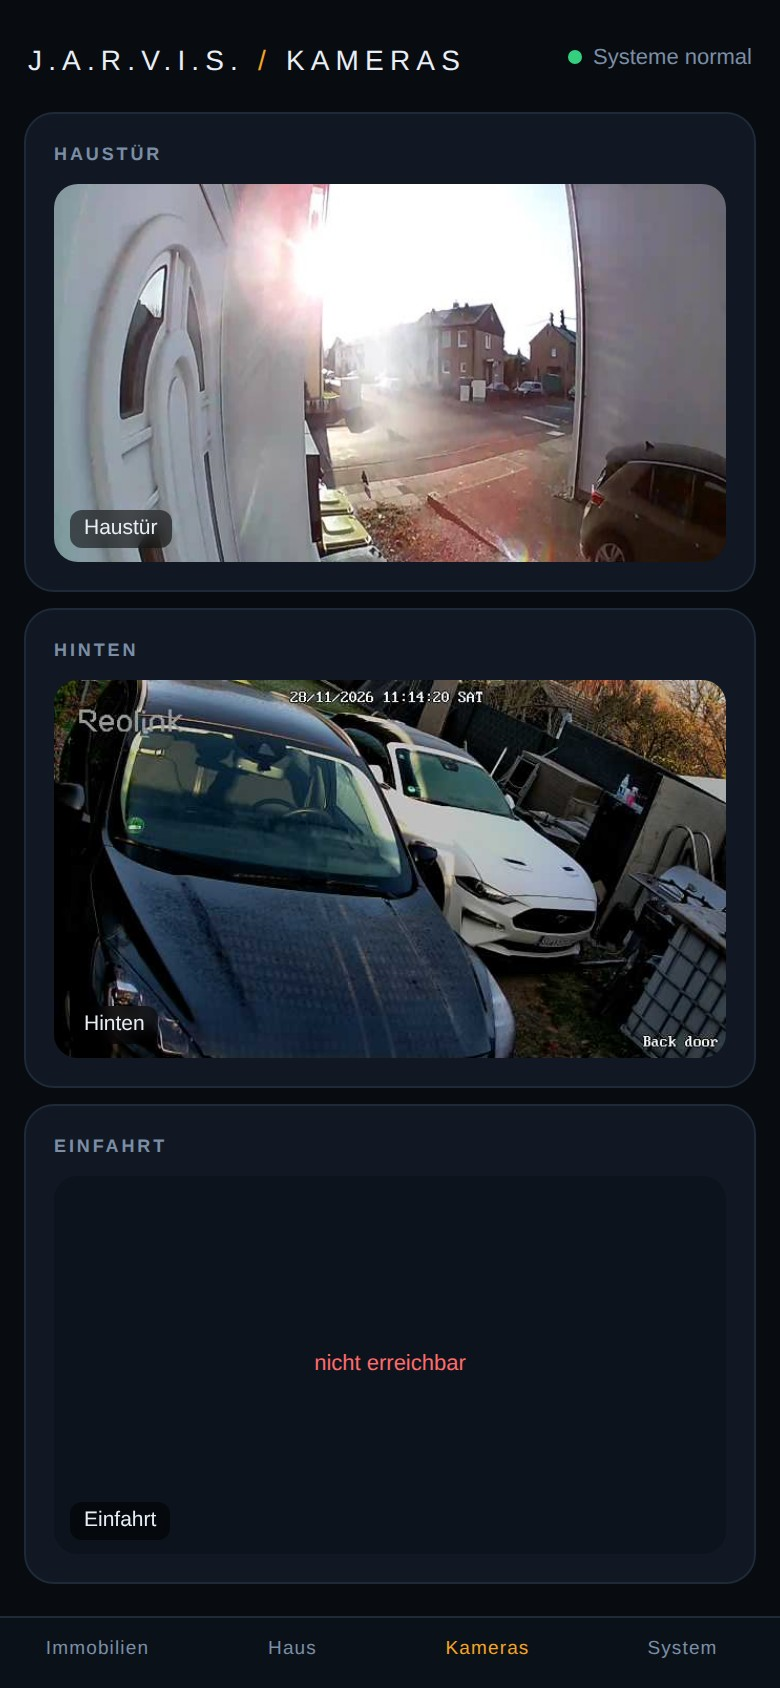 J.A.R.V.I.S. / KAMERAS
Systeme normal
HAUSTÜR
Haustür
HINTEN
28/11/2026 11:14:20 SAT
Reolink
Hinten
Back door
EINFAHRT
nicht erreichbar
Einfahrt
Immobilien
Haus
Kameras
System